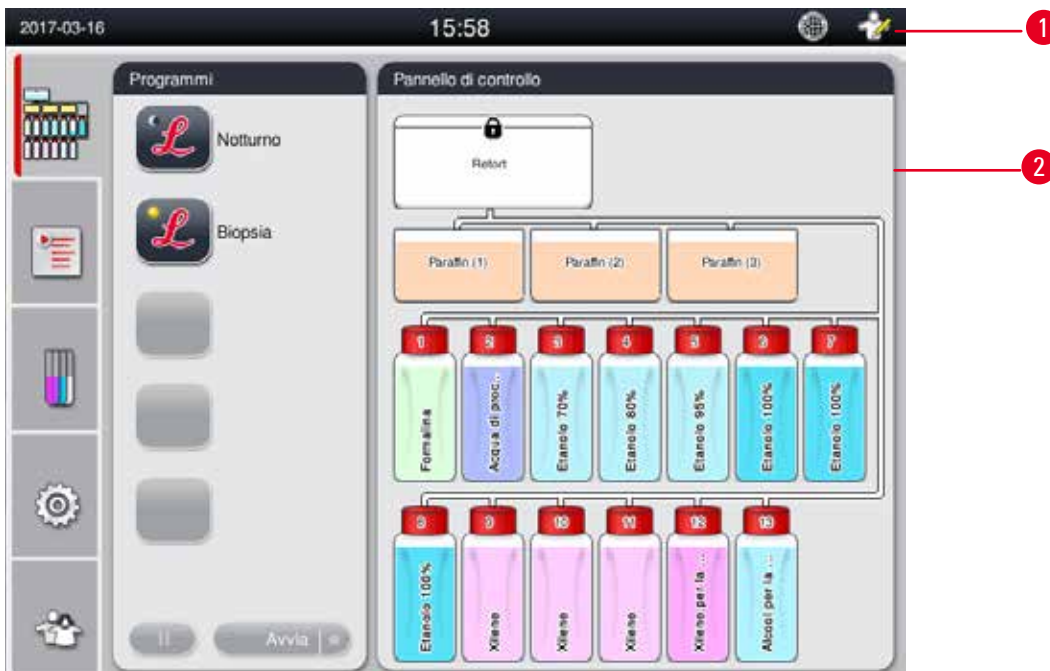 2017-03-16
15:58
1
Programmi
Notturno
Biopsia
Avvia
Pannello di controllo
2
Retort
Paraffin (1)
Paraffin (2)
Paraffin (3)
1
2
3
4
5
6
7
Formalina
Acqua di proc...
Etanolo 70%
Etanolo 80%
Etanolo 95%
Etanolo 100%
Etanolo 100%
8
9
10
11
12
13
Etanolo 100%
Xilene
Xilene
Xilene
Xilene per la ...
Alcool per la ...